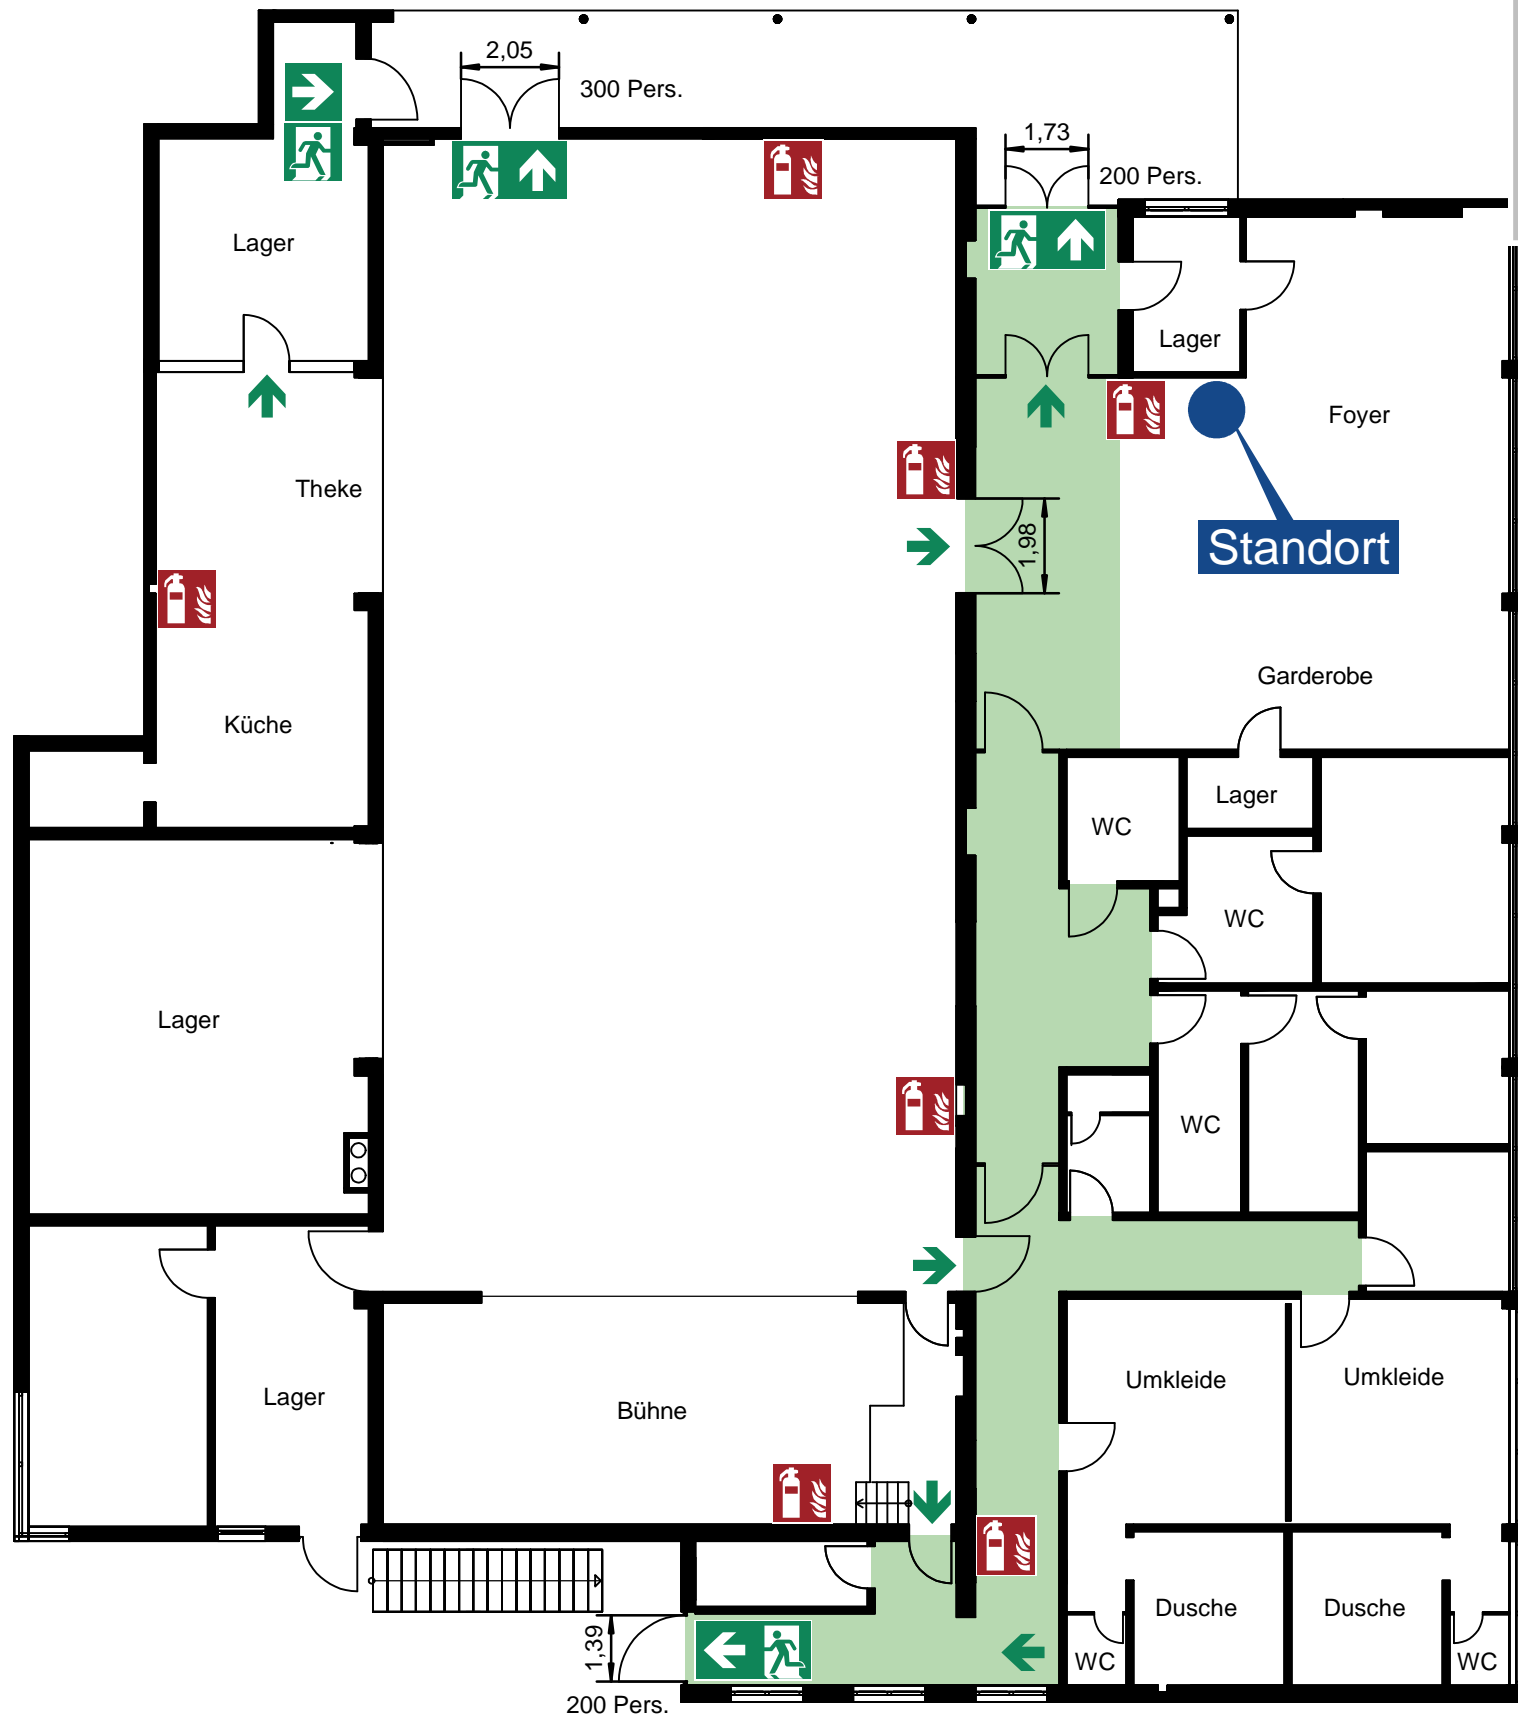 2,05
300 Pers.
1,73
200 Pers.
Lager
Lager
Foyer
Theke
1,98
Standort
Garderobe
Küche
Lager
WC
WC
Lager
WC
Umkleide
Umkleide
Lager
Bühne
Dusche
Dusche
1,39
WC
WC
200 Pers.